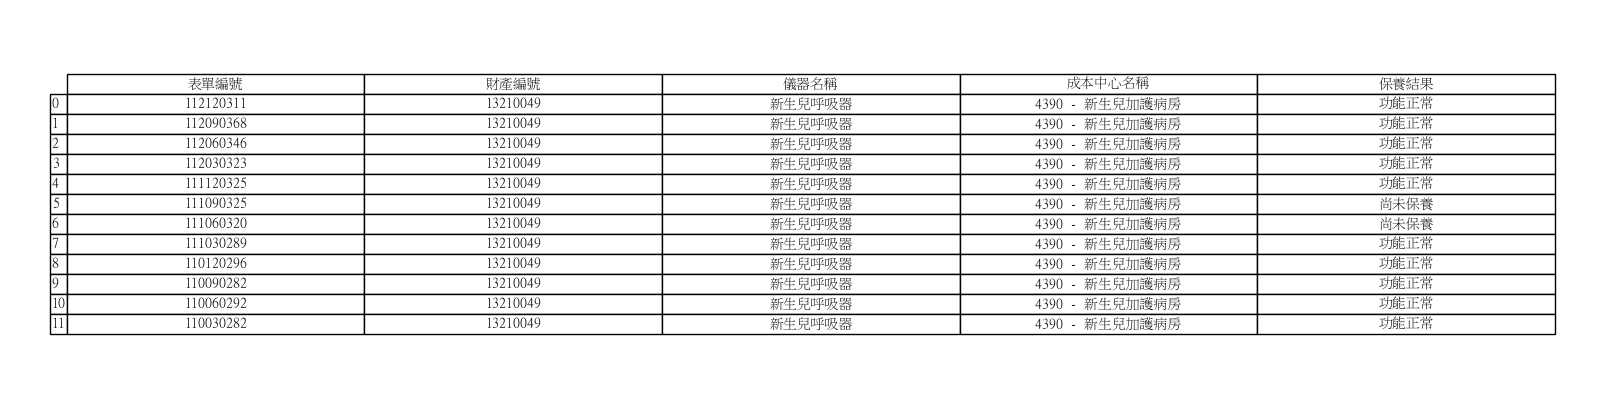 表單編號 財產編號 儀器名稱 成本中心名稱 保養結果
0 112120311 13210049 新生兒呼吸器 4390 - 新生兒加護病房 功能正常
1 112090368 13210049 新生兒呼吸器 4390 - 新生兒加護病房 功能正常
2 112060346 13210049 新生兒呼吸器 4390 - 新生兒加護病房 功能正常
3 112030323 13210049 新生兒呼吸器 4390 - 新生兒加護病房 功能正常
4 111120325 13210049 新生兒呼吸器 4390 - 新生兒加護病房 功能正常
5 111090325 13210049 新生兒呼吸器 4390 - 新生兒加護病房 尚未保養
6 111060320 13210049 新生兒呼吸器 4390 - 新生兒加護病房 尚未保養
7 111030289 13210049 新生兒呼吸器 4390 - 新生兒加護病房 功能正常
8 110120296 13210049 新生兒呼吸器 4390 - 新生兒加護病房 功能正常
9 110090282 13210049 新生兒呼吸器 4390 - 新生兒加護病房 功能正常
10 110060292 13210049 新生兒呼吸器 4390 - 新生兒加護病房 功能正常
11 110030282 13210049 新生兒呼吸器 4390 - 新生兒加護病房 功能正常